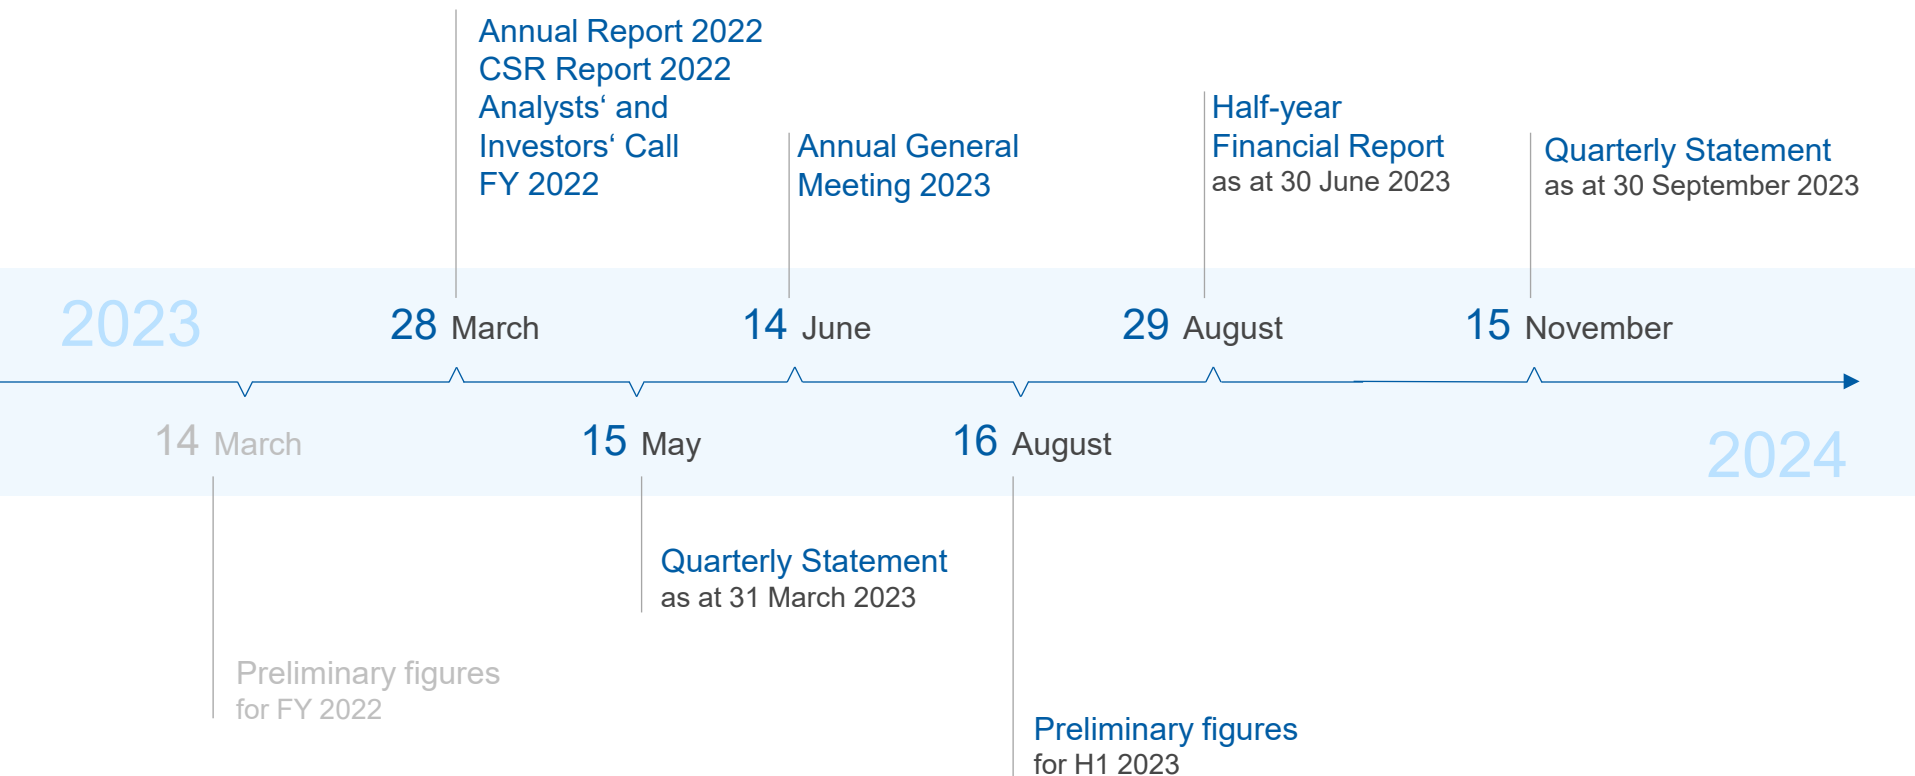 Annual Report 2022
CSR Report 2022
Analysts‘ and
Investors‘ Call
FY 2022
Annual General
Meeting 2023
Half-year
Financial Report
as at 30 June 2023
Quarterly Statement
as at 30 September 2023
2023
28 March
14 June
29 August
15 November
14 March
15 May
16 August
2024
Quarterly Statement
as at 31 March 2023
Preliminary figures
for FY 2022
Preliminary figures
for H1 2023